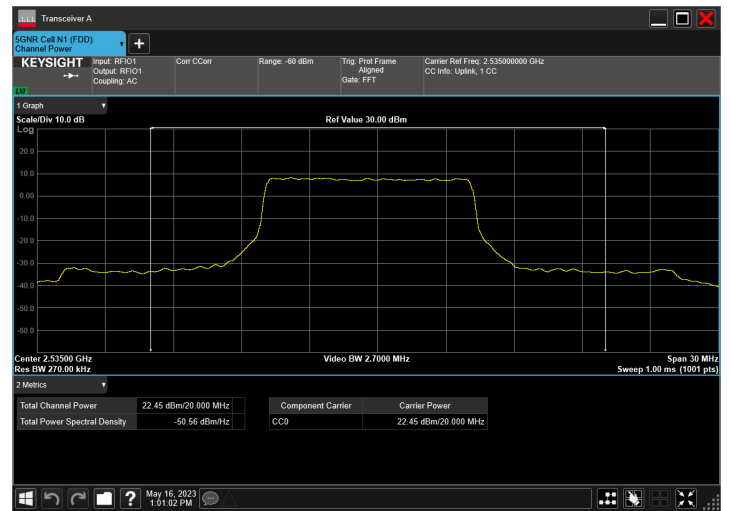 Transceiver A
5GNR Cell N1 (FDD)
Channel Power
KEYSIGHT
LXI
Input: RFIO1
Output: RFIO1
Coupling: AC
Corr CCorr
Range: -60 dBm
Trig: Prot Frame
Aligned
Gate: FFT
Carrier Ref Freq: 2.535000000 GHz
CC Info: Uplink, 1 CC
1 Graph
Scale/Div 10.0 dB
Ref Value 30.00 dBm
Log
20.0
10.0
0.00
-10.0
-20.0
-30.0
-40.0
-50.0
-60.0
Center 2.53500 GHz
Video BW 2.7000 MHz
Span 30 MHz
Res BW 270.00 kHz
Sweep 1.00 ms (1001 pts)
2 Metrics
Total Channel Power 22.45 dBm/20.000 MHz
Total Power Spectral Density -50.56 dBm/Hz
Component Carrier Carrier Power
CC0 22.45 dBm/20.000 MHz
May 16, 2023
1:01:02 PM